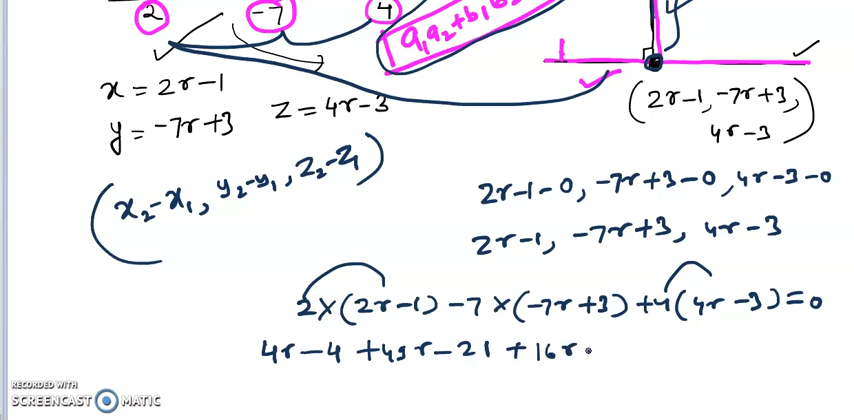 2 -7 4
a₁a₂+b₁b
x = 2r-1
y = -7r+3
z = 4r-3
(2r-1, -7r+3,
4r-3)
(x₂-x₁, y₂-y₁, z₂-z₁)
2r-1-0, -7r+3-0, 4r-3-0
2r-1, -7r+3, 4r-3
2×(2r-1) -7×(-7r+3) +4(4r-3)=0
4r-4 +49r-21 +16r
RECORDED WITH
SCREENCAST MATIC